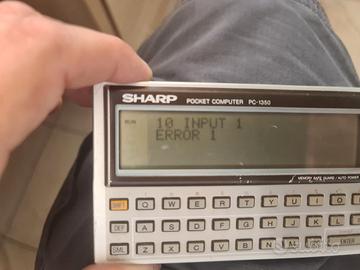 SHARP POCKET COMPUTER PC-1350
RUN 10 INPUT 1
ERROR 1
MEMORY SAFE GUARD / AUTO POWER
SHIFT Q W E R T Y U
DEF A S D F G H J
SML Z X C V B N M ENTER